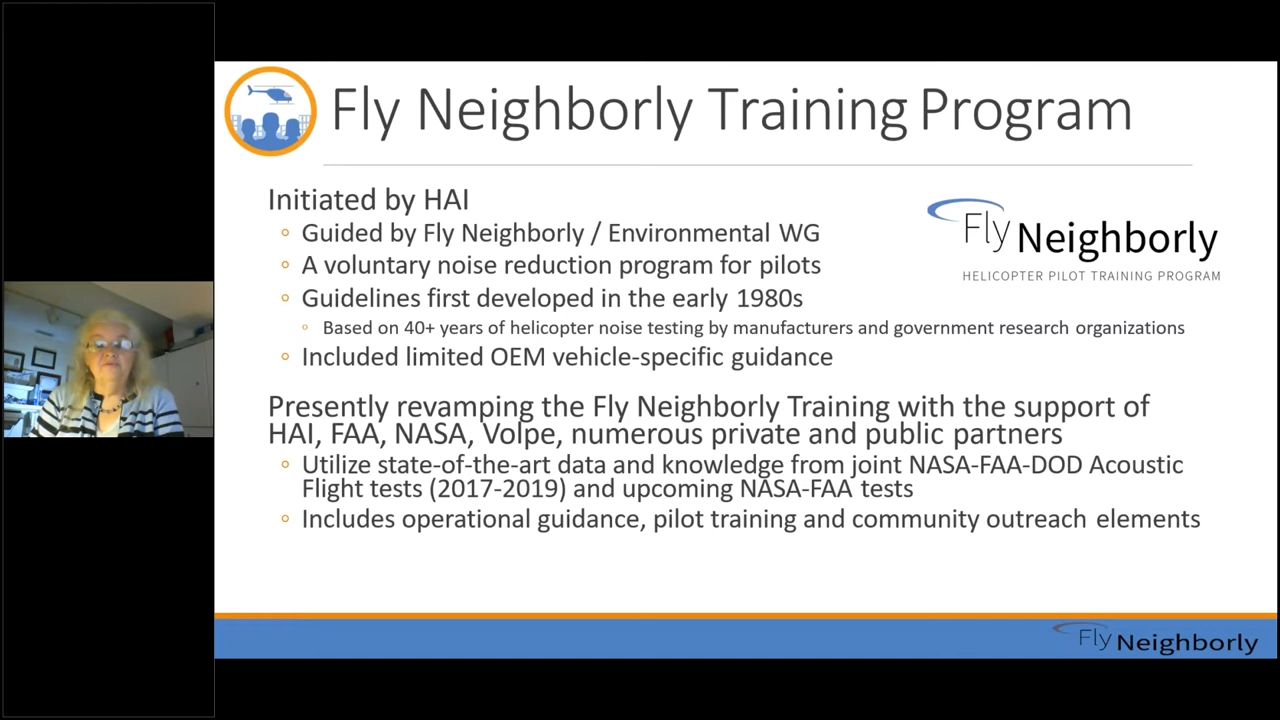 Fly Neighborly Training Program
Initiated by HAI
Guided by Fly Neighborly / Environmental WG
A voluntary noise reduction program for pilots
Guidelines first developed in the early 1980s
Based on 40+ years of helicopter noise testing by manufacturers and government research organizations
Included limited OEM vehicle-specific guidance
Fly Neighborly
HELICOPTER PILOT TRAINING PROGRAM
Presently revamping the Fly Neighborly Training with the support of
HAI, FAA, NASA, Volpe, numerous private and public partners
Utilize state-of-the-art data and knowledge from joint NASA-FAA-DOD Acoustic
Flight tests (2017-2019) and upcoming NASA-FAA tests
Includes operational guidance, pilot training and community outreach elements
Fly Neighborly